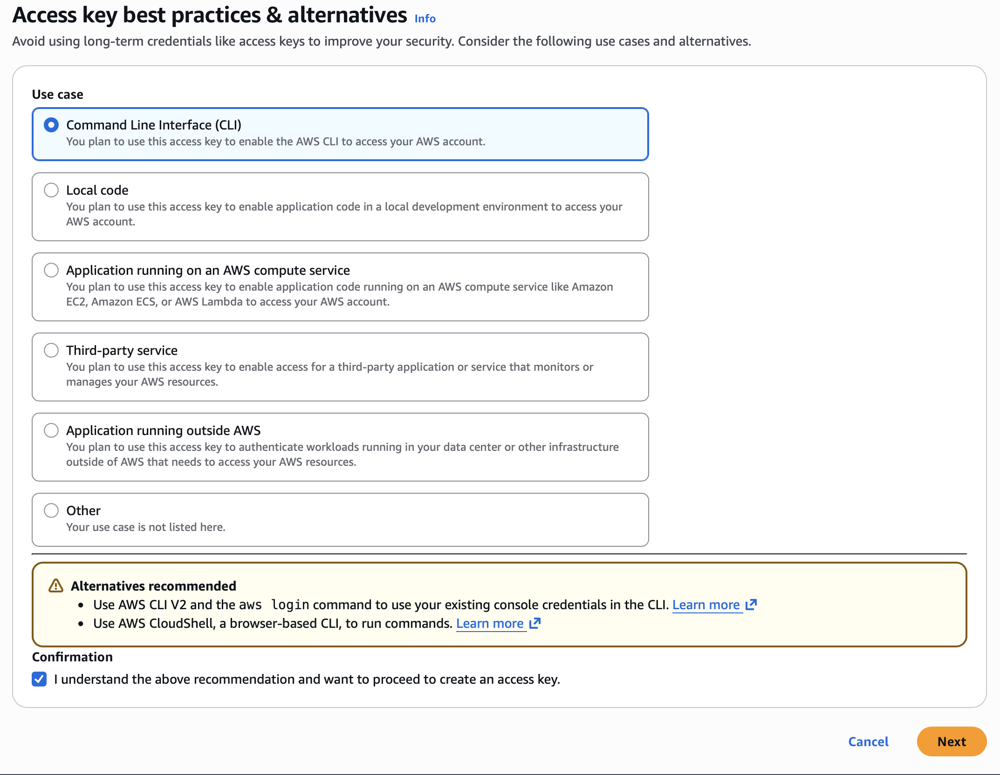 Access key best practices & alternatives Info
Avoid using long-term credentials like access keys to improve your security. Consider the following use cases and alternatives.
Use case
Command Line Interface (CLI)
You plan to use this access key to enable the AWS CLI to access your AWS account.
Local code
You plan to use this access key to enable application code in a local development environment to access your
AWS account.
Application running on an AWS compute service
You plan to use this access key to enable application code running on an AWS compute service like Amazon
EC2, Amazon ECS, or AWS Lambda to access your AWS account.
Third-party service
You plan to use this access key to enable access for a third-party application or service that monitors or
manages your AWS resources.
Application running outside AWS
You plan to use this access key to authenticate workloads running in your data center or other infrastructure
outside of AWS that needs to access your AWS resources.
Other
Your use case is not listed here.
Alternatives recommended
• Use AWS CLI V2 and the aws login command to use your existing console credentials in the CLI. Learn more
• Use AWS CloudShell, a browser-based CLI, to run commands. Learn more
Confirmation
I understand the above recommendation and want to proceed to create an access key.
Cancel Next